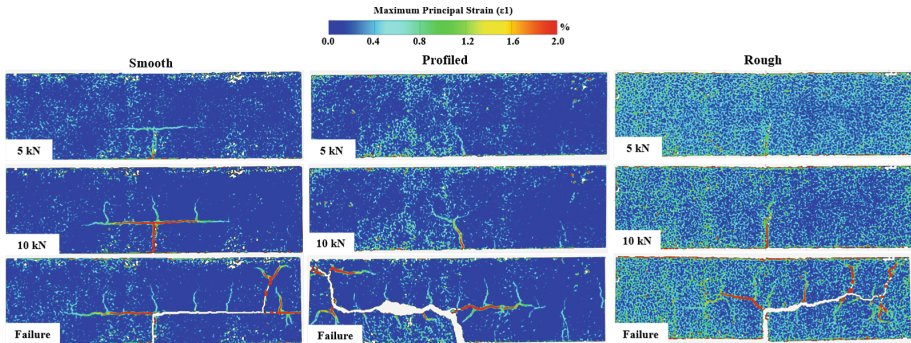 Maximum Principal Strain (ε1)
%
0.0 0.4 0.8 1.2 1.6 2.0
Smooth Profiled Rough
5 kN 5 kN 5 kN
10 kN 10 kN 10 kN
Failure Failure Failure